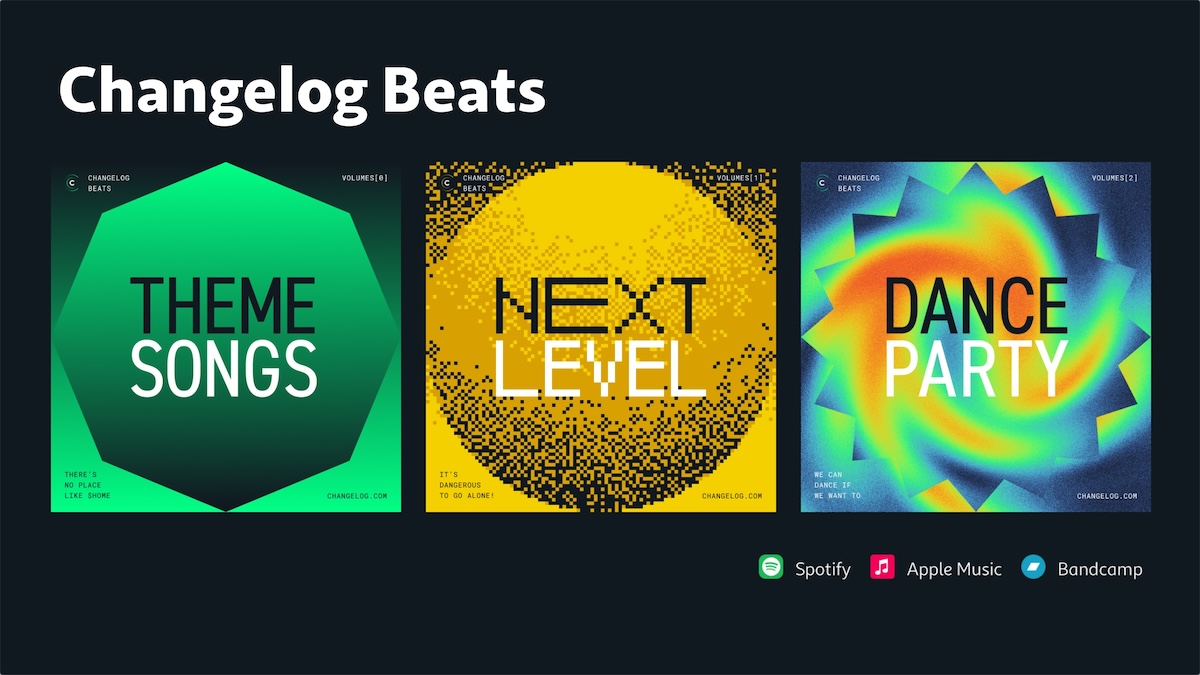 Changelog Beats
CHANGELOG
BEATS
VOLUMES[0]
THEME
SONGS
THERE'S
NO PLACE
LIKE $HOME
CHANGELOG.COM
CHANGELOG
BEATS
VOLUMES[1]
NEXT
LEVEL
IT'S
DANGEROUS
TO GO ALONE!
CHANGELOG.COM
CHANGELOG
BEATS
VOLUMES[2]
DANCE
PARTY
WE CAN
DANCE IF
WE WANT TO
CHANGELOG.COM
Spotify
Apple Music
Bandcamp